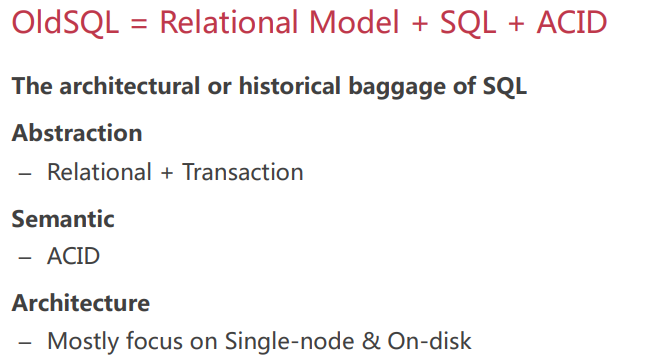 OldSQL = Relational Model + SQL + ACID
The architectural or historical baggage of SQL
Abstraction
– Relational + Transaction
Semantic
– ACID
Architecture
– Mostly focus on Single-node & On-disk